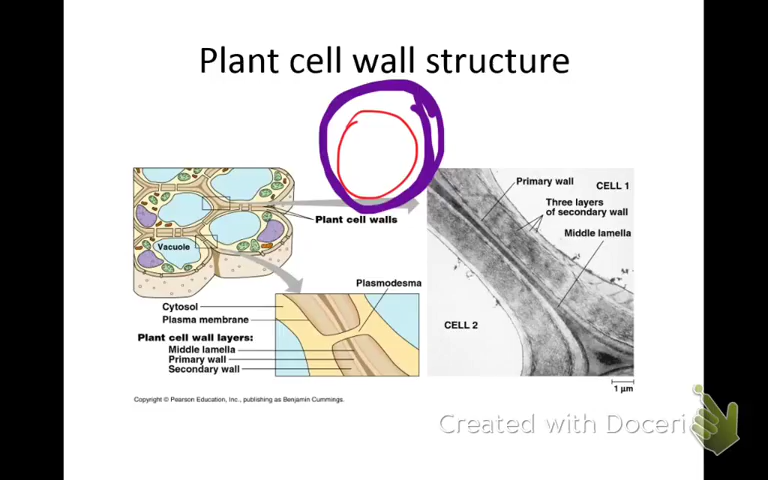 Plant cell wall structure
Primary wall
CELL 1
Three layers
of secondary wall
Plant cell walls
Middle lamella
Vacuole
Plasmodesma
Cytosol
Plasma membrane
CELL 2
Plant cell wall layers:
Middle lamella
Primary wall
Secondary wall
1 µm
Copyright © Pearson Education, Inc., publishing as Benjamin Cummings.
Created with Doceri